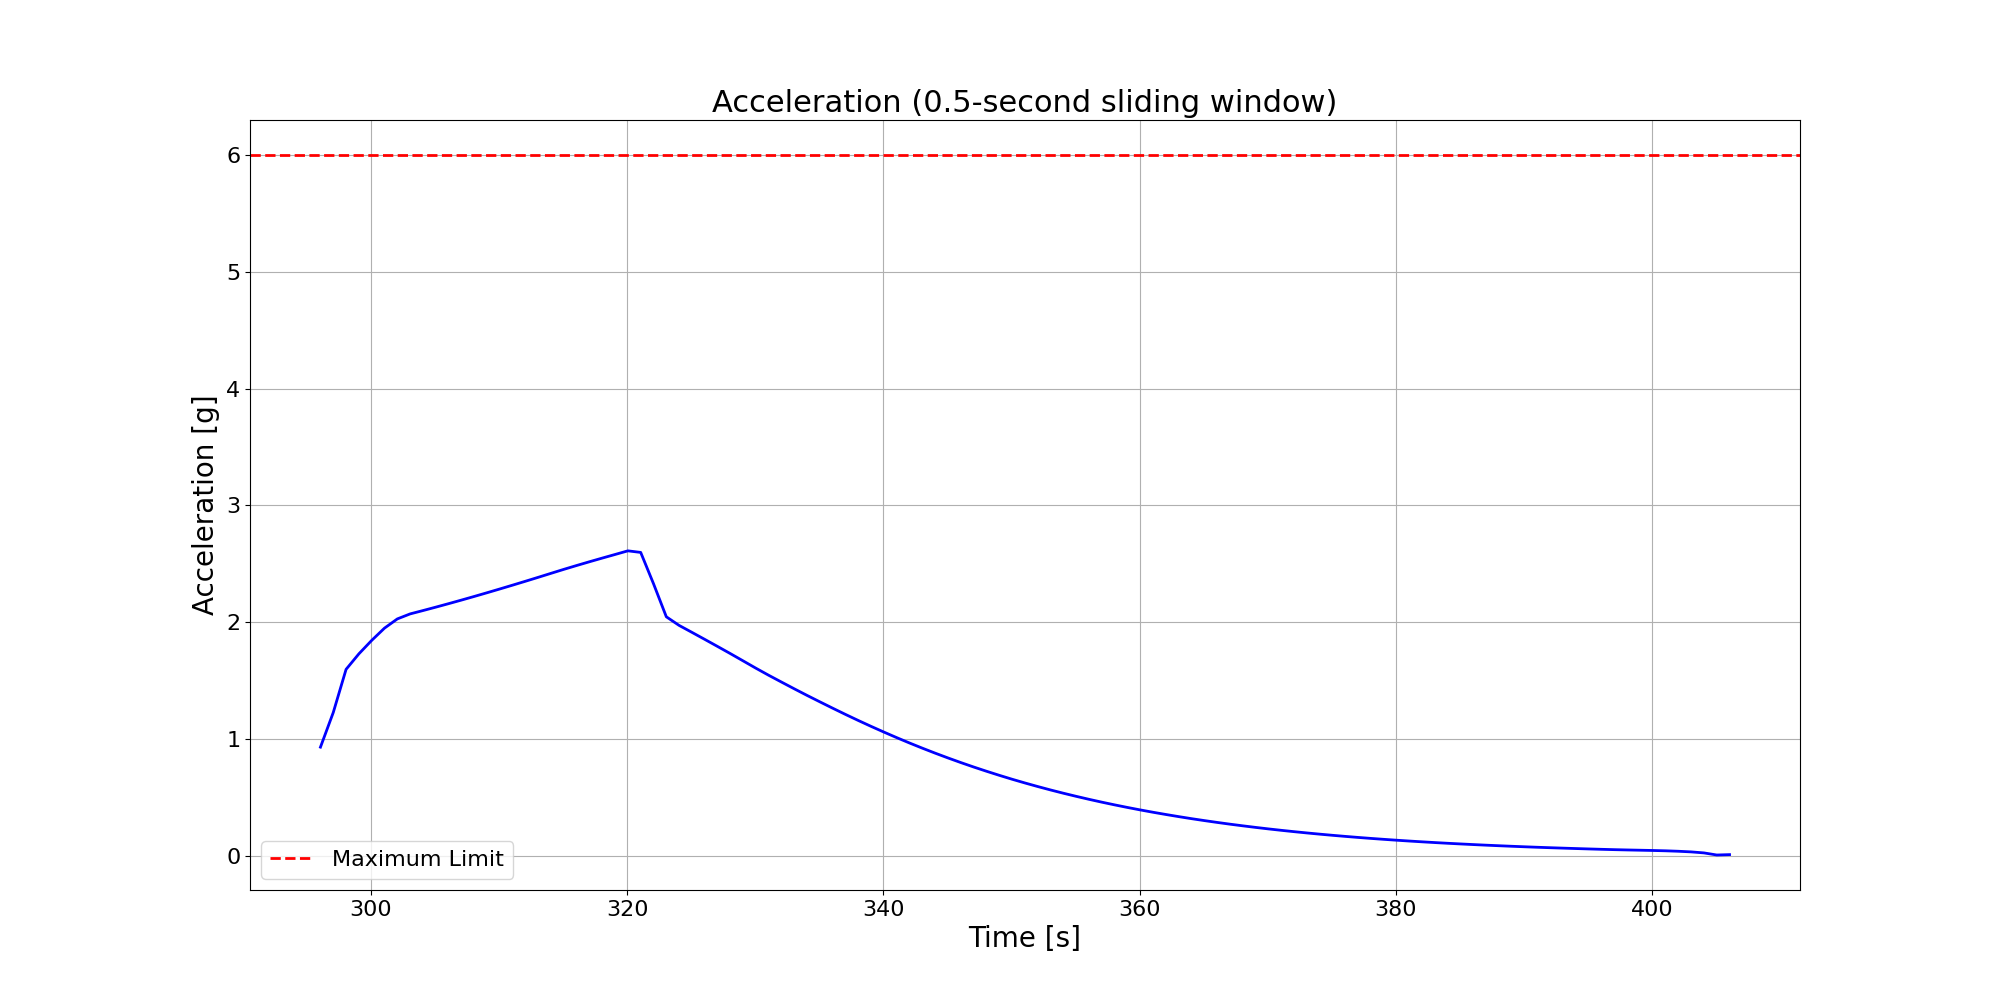 Acceleration (0.5-second sliding window)
Acceleration [g]
6
5
4
3
2
1
0
Maximum Limit
300 320 340 360 380 400
Time [s]